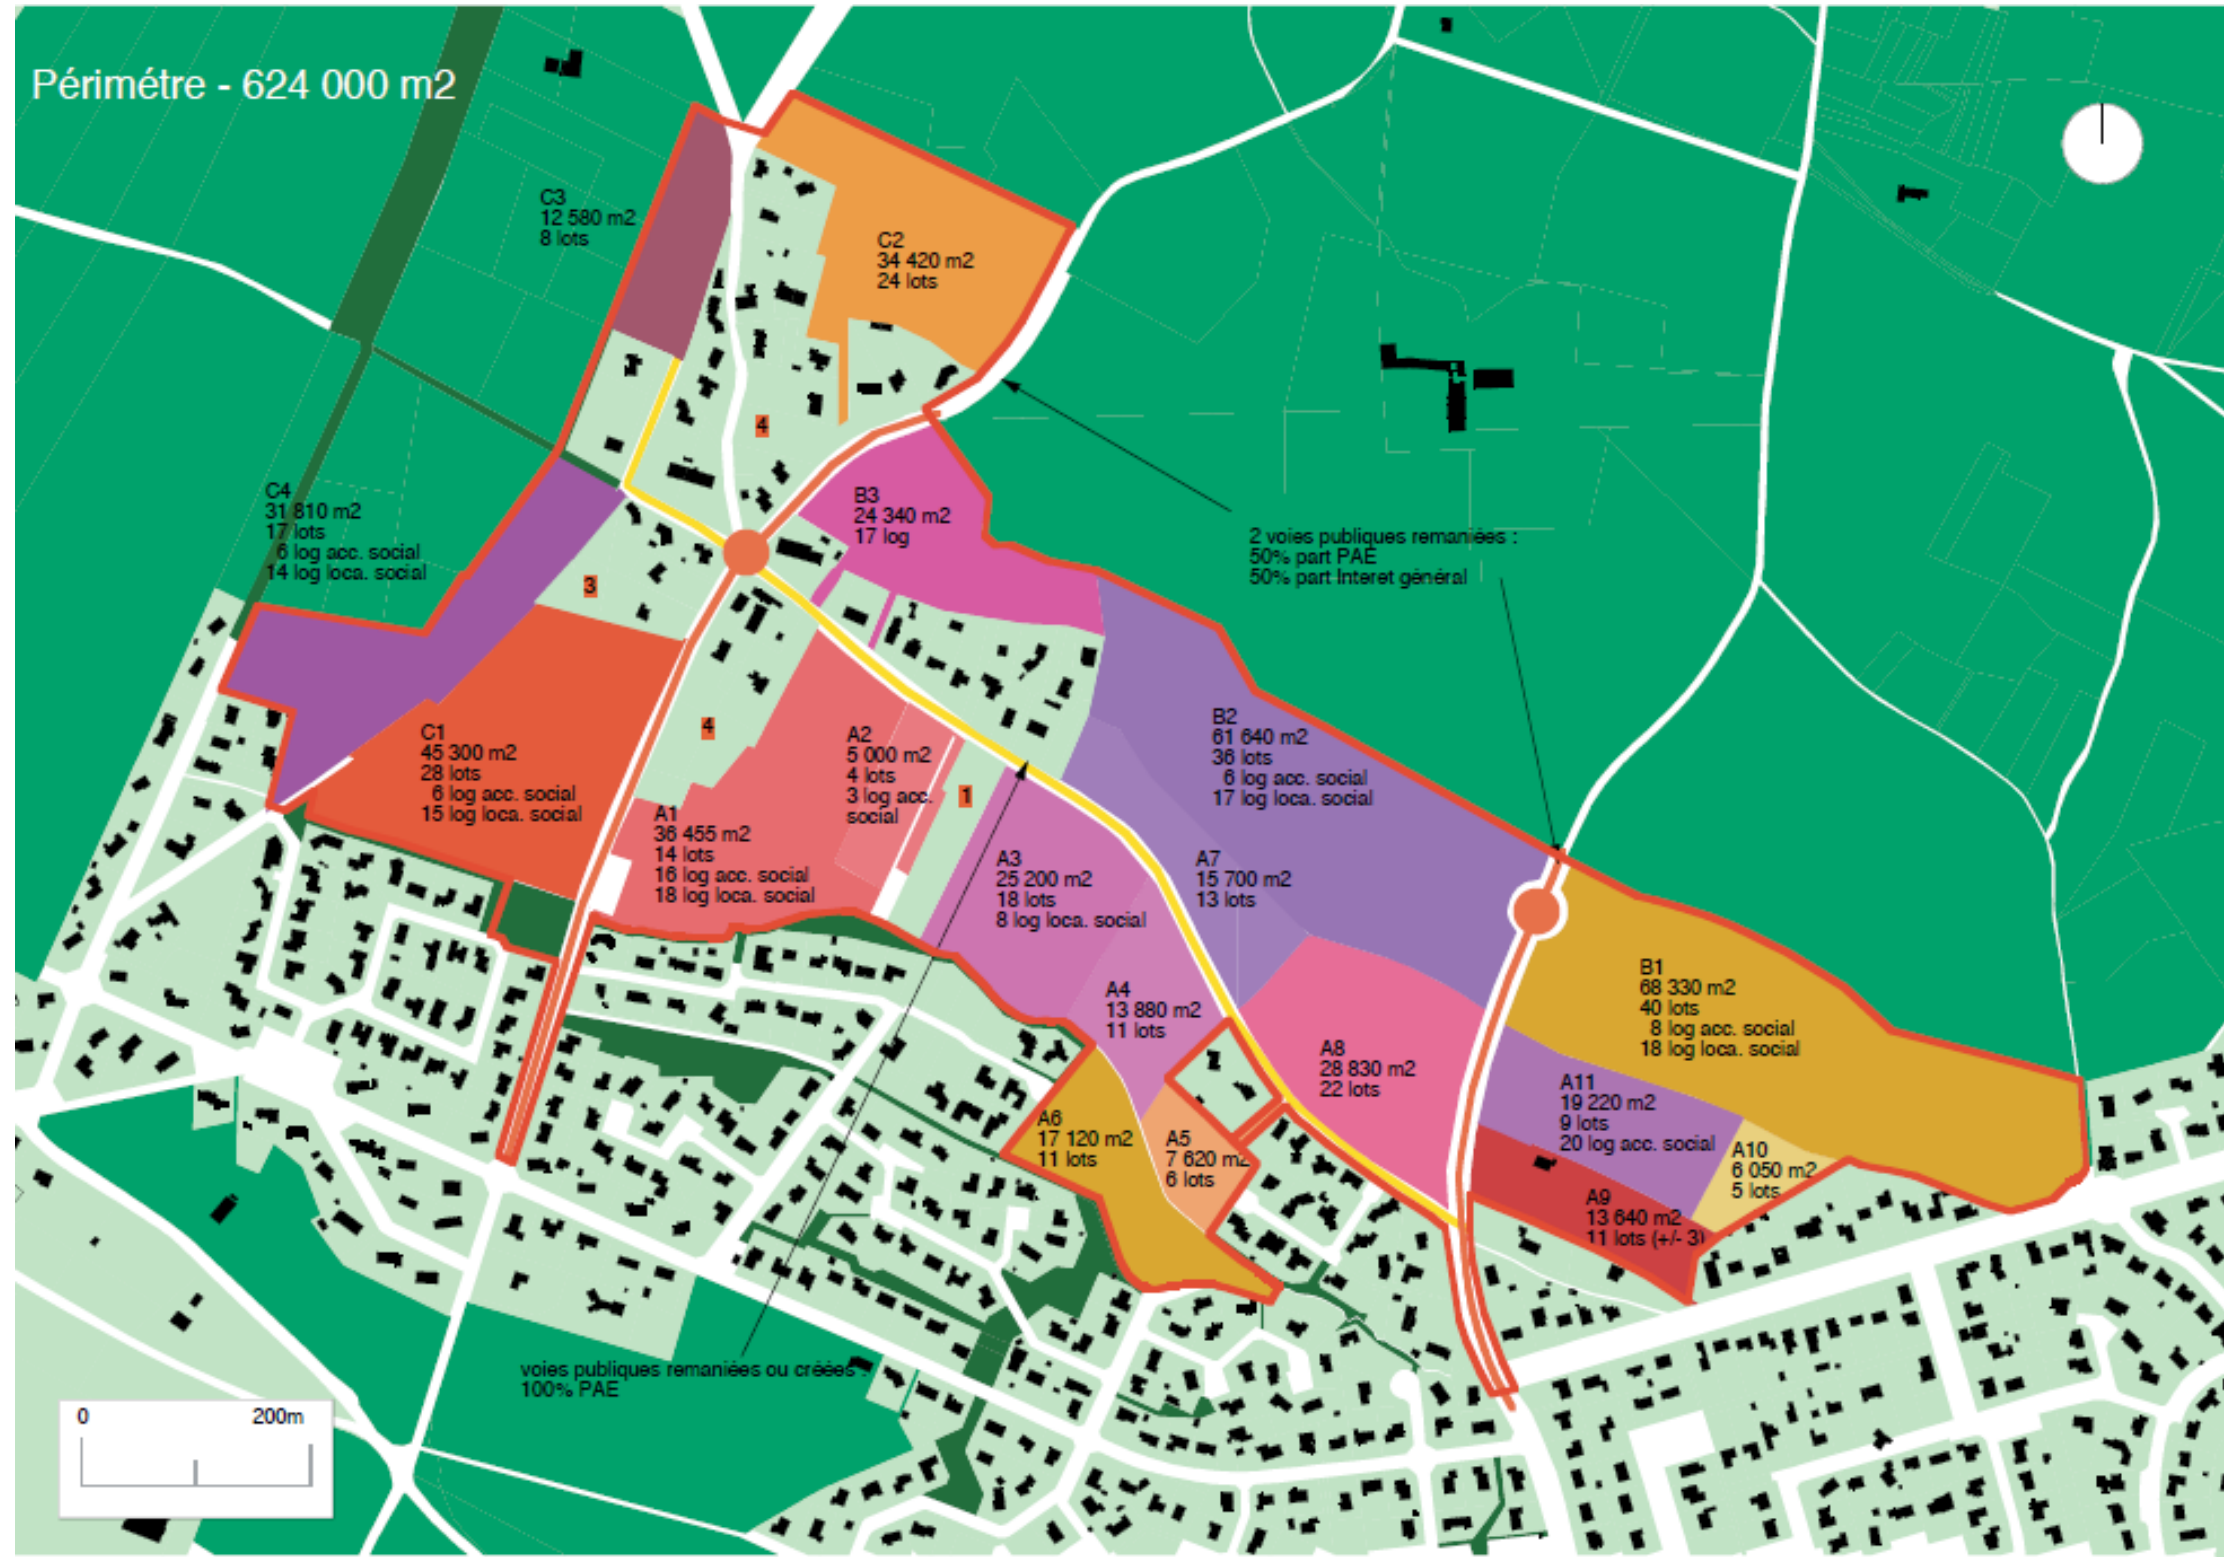 Périmétre - 624 000 m2
C3
12 580 m2
8 lots
C2
34 420 m2
24 lots
4
C4
31 810 m2
17 lots
6 log acc. social
14 log loca. social
B3
24 340 m2
17 log
2 voies publiques remaniées :
50% part PAE
50% part Interet général
3
C1
45 300 m2
28 lots
6 log acc. social
15 log loca. social
4
A2
5 000 m2
4 lots
3 log acc.
social
1
B2
61 640 m2
36 lots
6 log acc. social
17 log loca. social
A1
36 455 m2
14 lots
16 log acc. social
18 log loca. social
A3
25 200 m2
18 lots
8 log loca. social
A7
15 700 m2
13 lots
A4
13 880 m2
11 lots
B1
68 330 m2
40 lots
8 log acc. social
18 log loca. social
A8
28 830 m2
22 lots
A11
19 220 m2
9 lots
20 log acc. social
A6
17 120 m2
11 lots
A5
7 620 m2
6 lots
A10
6 050 m2
5 lots
A9
13 640 m2
11 lots (+/- 3)
voies publiques remaniées ou créées :
100% PAE
0 200m